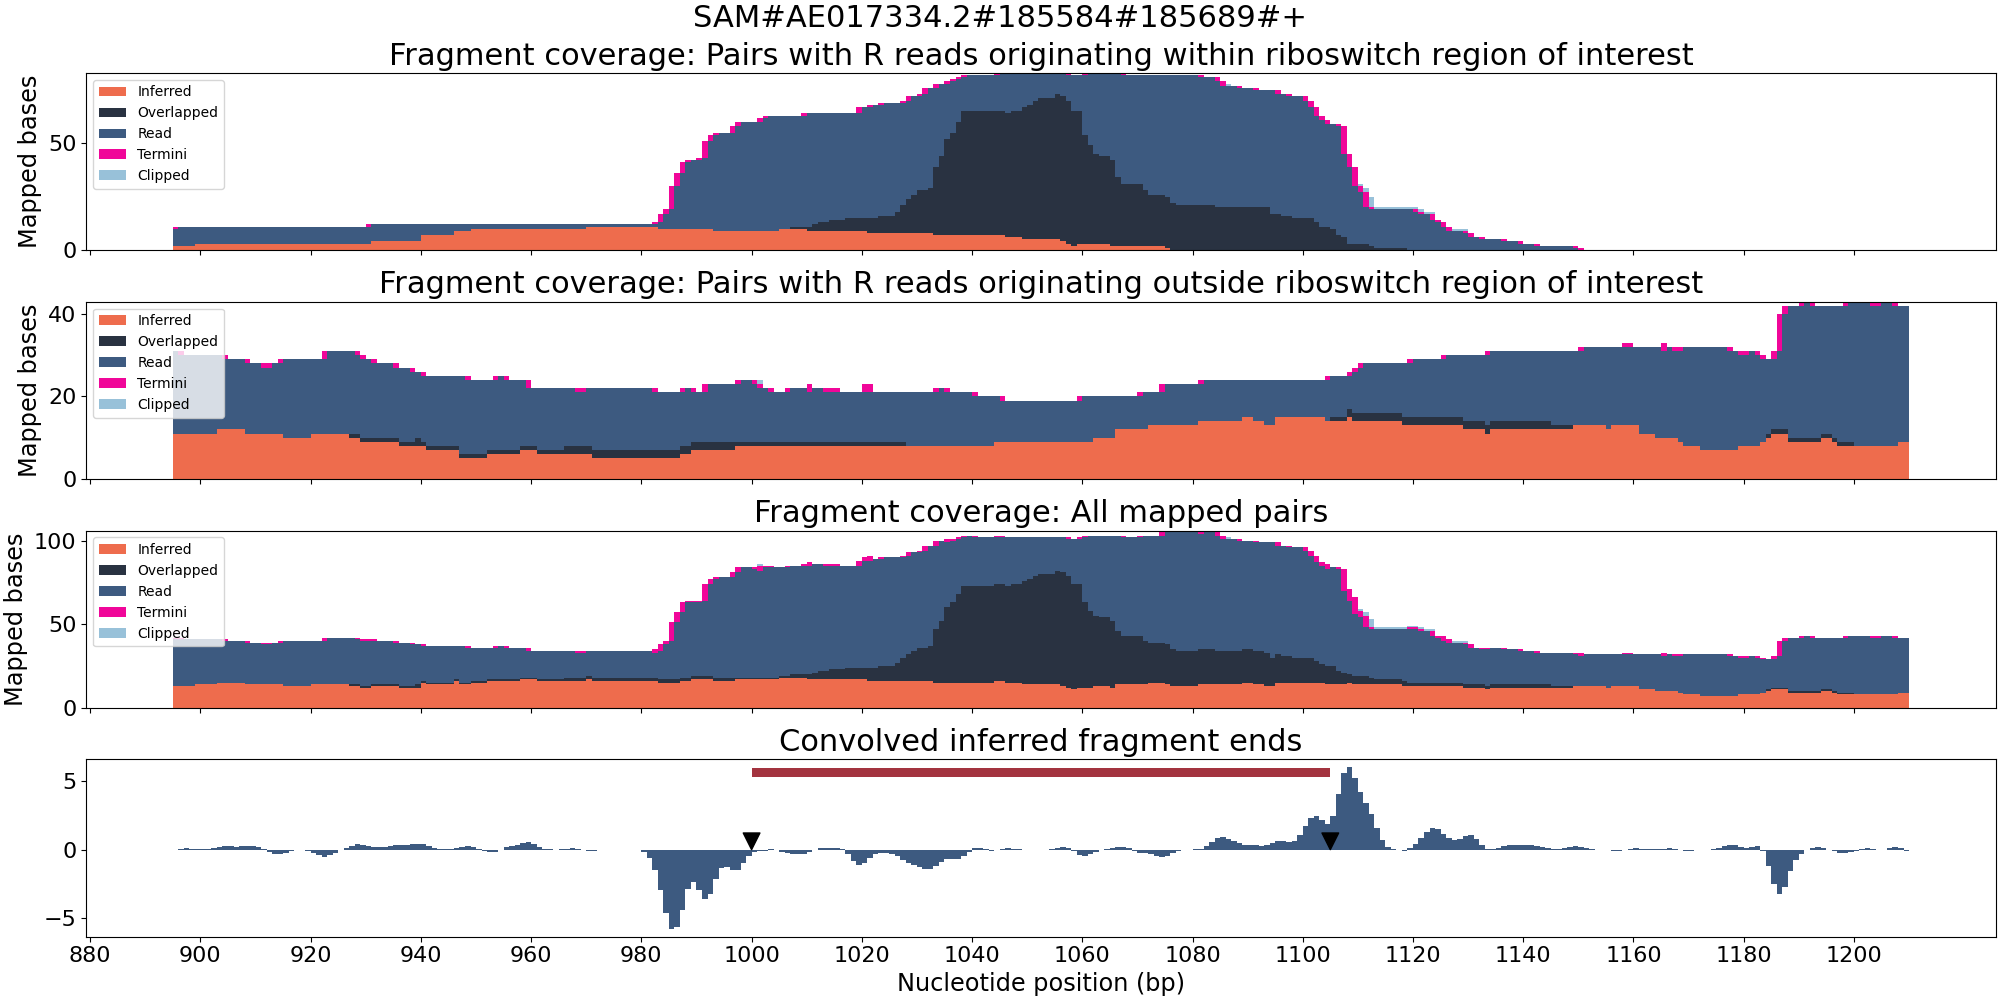 SAM#AE017334.2#185584#185689#+
Fragment coverage: Pairs with R reads originating within riboswitch region of interest
Mapped bases
50
0
Inferred
Overlapped
Read
Termini
Clipped
Fragment coverage: Pairs with R reads originating outside riboswitch region of interest
Mapped bases
40
20
0
Inferred
Overlapped
Read
Termini
Clipped
Fragment coverage: All mapped pairs
Mapped bases
100
50
0
Inferred
Overlapped
Read
Termini
Clipped
Convolved inferred fragment ends
5
0
−5
880 900 920 940 960 980 1000 1020 1040 1060 1080 1100 1120 1140 1160 1180 1200
Nucleotide position (bp)